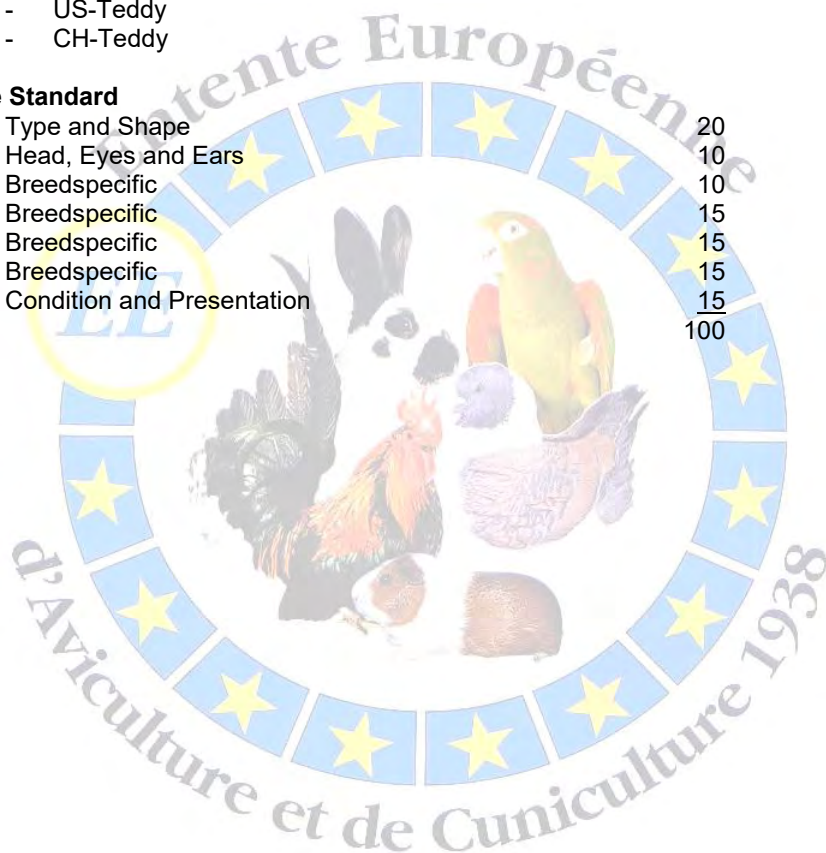 - US-Teddy
- CH-Teddy
Standard
Type and Shape 20
Head, Eyes and Ears 10
Breedspecific 10
Breedspecific 15
Breedspecific 15
Breedspecific 15
Condition and Presentation 15
100
Entente Européenne
EE
d'Aviculture et de Cuniculture 1938